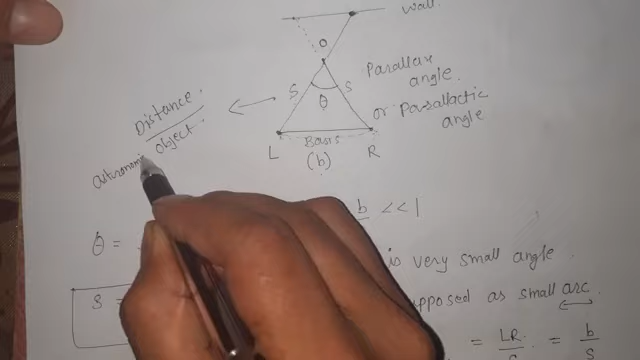 wall.
O
Parallax
angle.
S
S
θ
or Parallactic
angle
Distance.
object.
astronomi
Basis
L
(b)
R
b << 1
θ =
is very small angle.
S =
pposed as small arc.
= LR = b
S